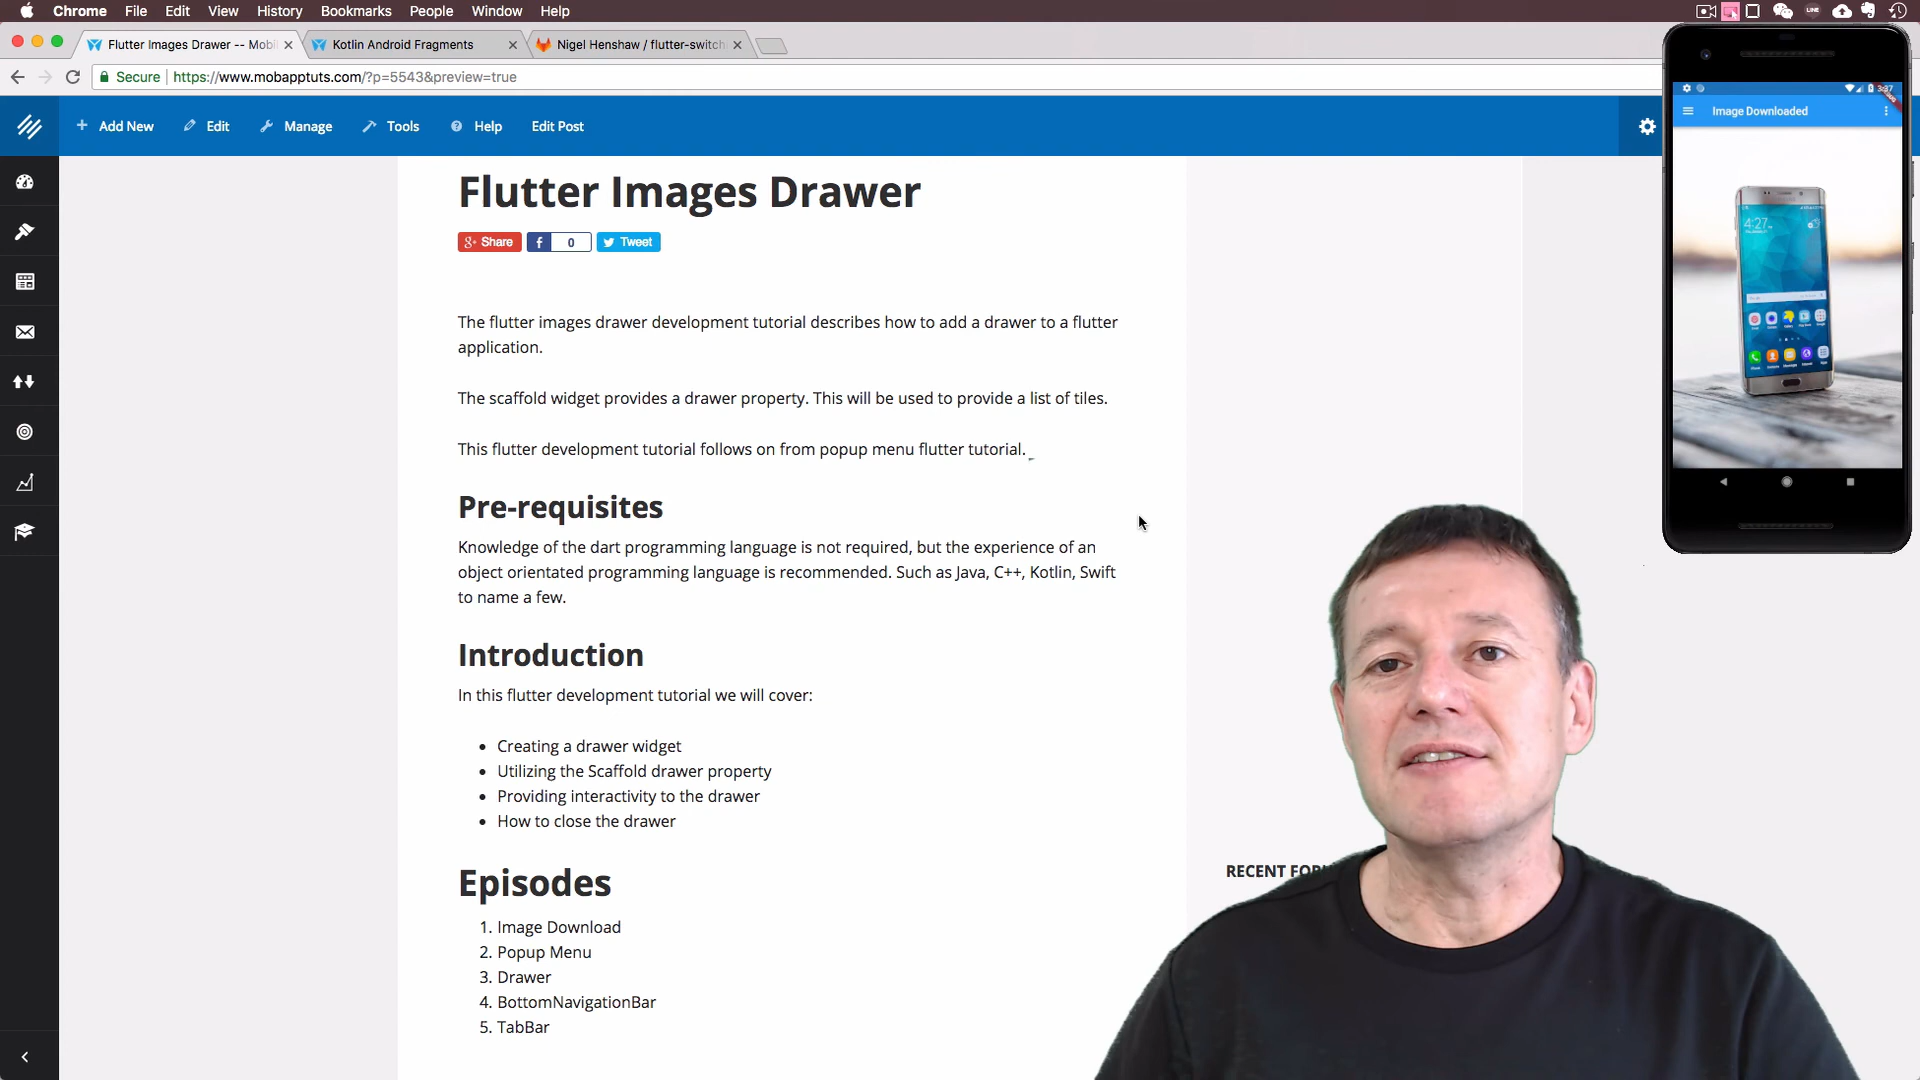 Chrome File Edit View History Bookmarks People Window Help
Flutter Images Drawer -- Mobil
Kotlin Android Fragments
Nigel Henshaw / flutter-switch
Secure https://www.mobapptuts.com/?p=5543&preview=true
Add New Edit Manage Tools Help Edit Post
3:37
Image Downloaded
4:27
Flutter Images Drawer
Share 0 Tweet
The flutter images drawer development tutorial describes how to add a drawer to a flutter
application.
The scaffold widget provides a drawer property. This will be used to provide a list of tiles.
This flutter development tutorial follows on from popup menu flutter tutorial.
Pre-requisites
Knowledge of the dart programming language is not required, but the experience of an
object orientated programming language is recommended. Such as Java, C++, Kotlin, Swift
to name a few.
Introduction
In this flutter development tutorial we will cover:
• Creating a drawer widget
• Utilizing the Scaffold drawer property
• Providing interactivity to the drawer
• How to close the drawer
Episodes
RECENT FOR
1. Image Download
2. Popup Menu
3. Drawer
4. BottomNavigationBar
5. TabBar